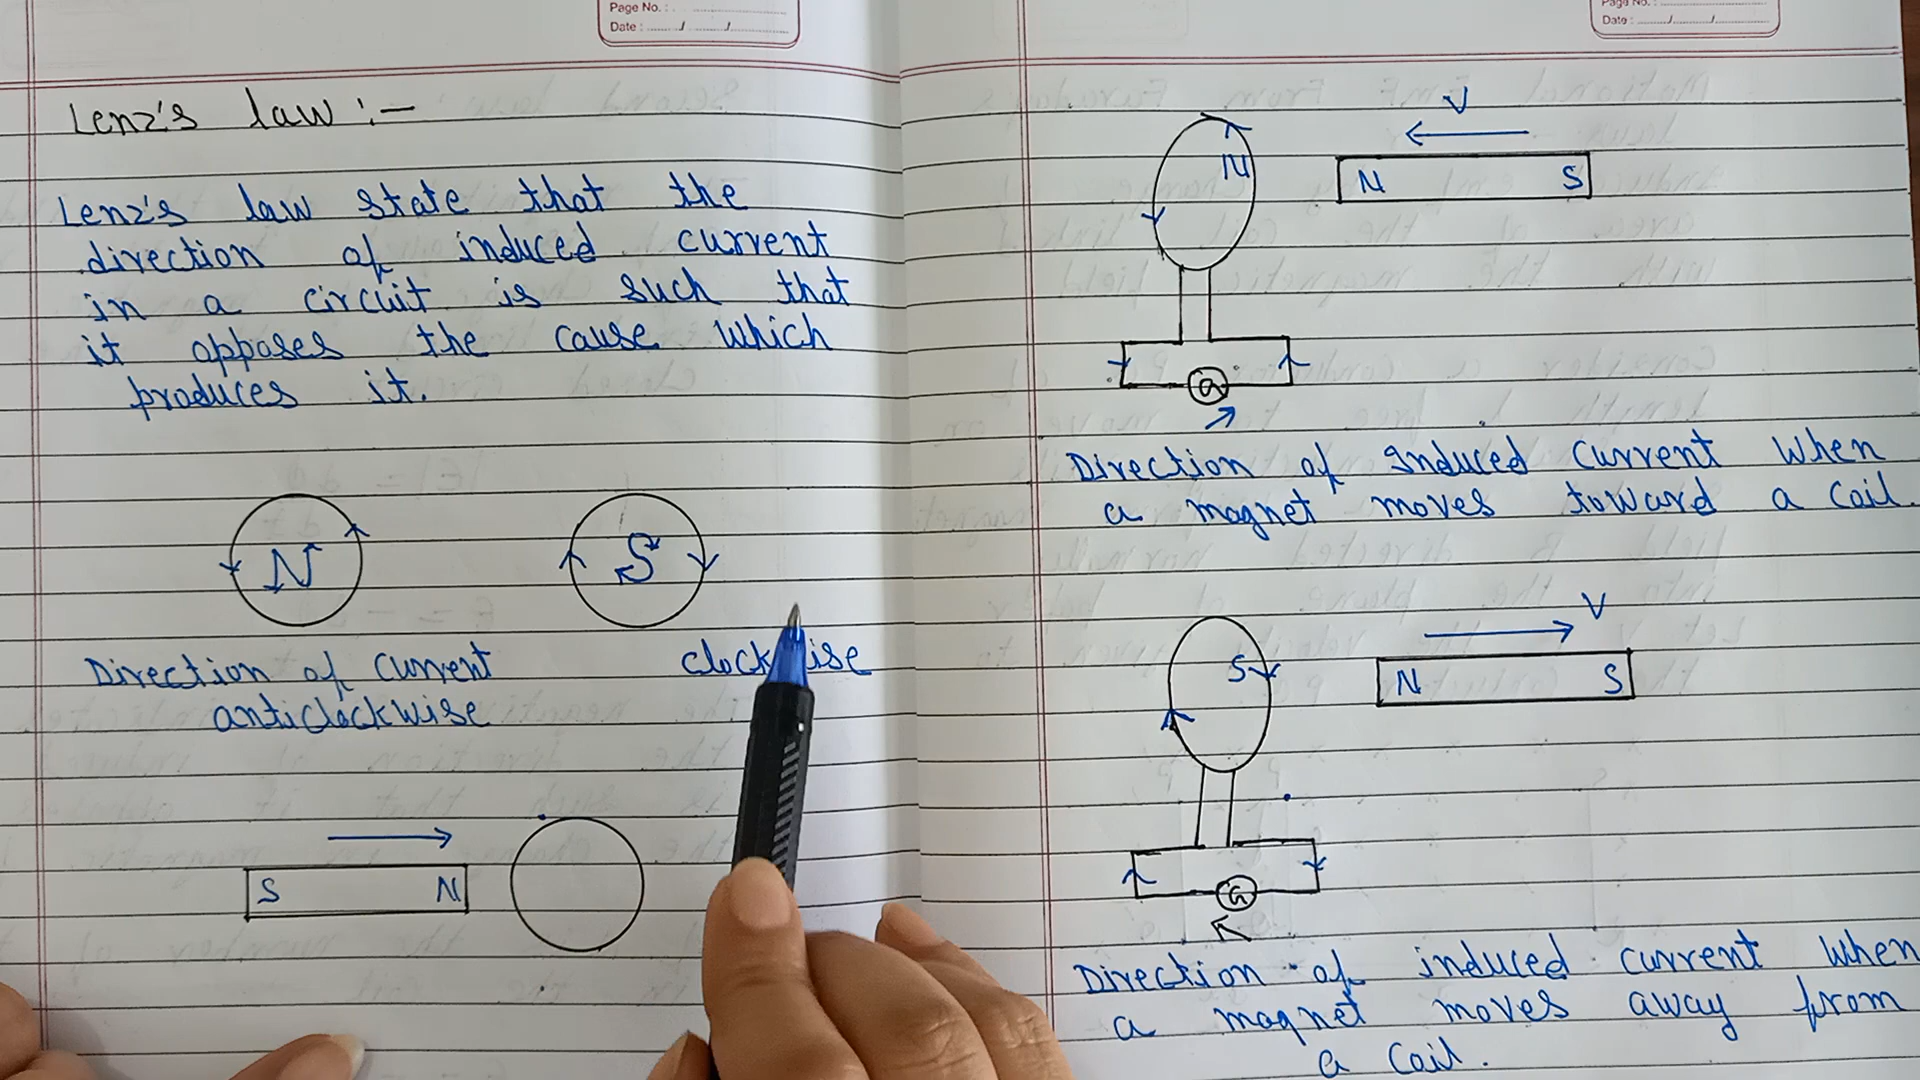 Page No. :
Date : / /
Lenz's law :-
Lenz's law state that the
direction of induced current
in a circuit is such that
it opposes the cause which
produces it.
N
S
Direction of current
anticlockwise
clockwise
S N
Page No. :
Date : / /
V
N
N S
G
Direction of induced current when
a magnet moves toward a coil.
V
S
N S
G
Direction of induced current when
a magnet moves away from
a coil.